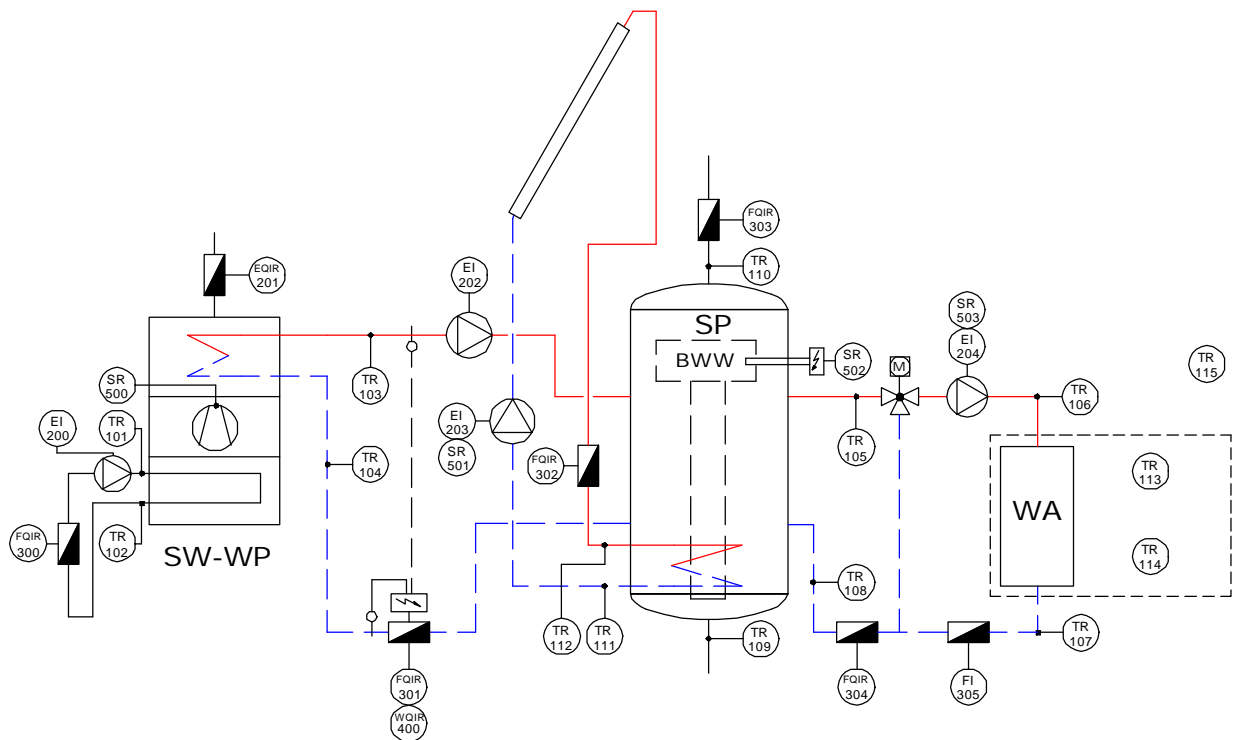 FQIR
303
EQIR
201
EI
202
TR
110
SP
SR
503
EI
204
BWW
SR
502
M
TR
115
SR
500
TR
103
TR
106
EI
200
TR
101
EI
203
SR
501
TR
105
TR
104
FQIR
302
TR
113
WA
FQIR
300
TR
102
SW-WP
TR
114
TR
108
TR
112
TR
111
TR
109
TR
107
FQIR
301
WQIR
400
FQIR
304
FI
305